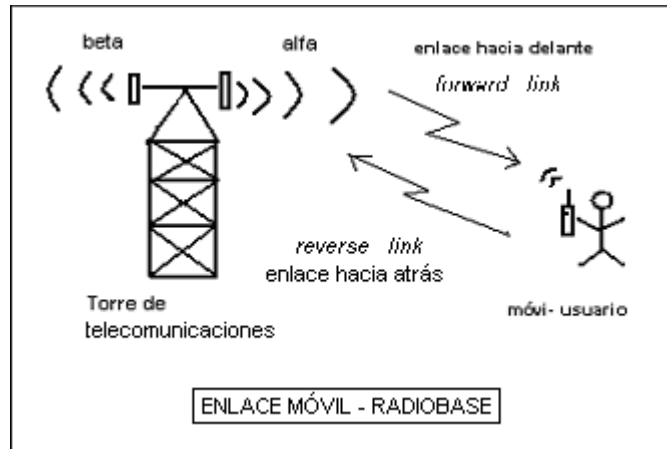 beta
alfa
enlace hacia delante
forward link
reverse link
enlace hacia atrás
Torre de
telecomunicaciones
móvi- usuario
ENLACE MÓVIL - RADIOBASE